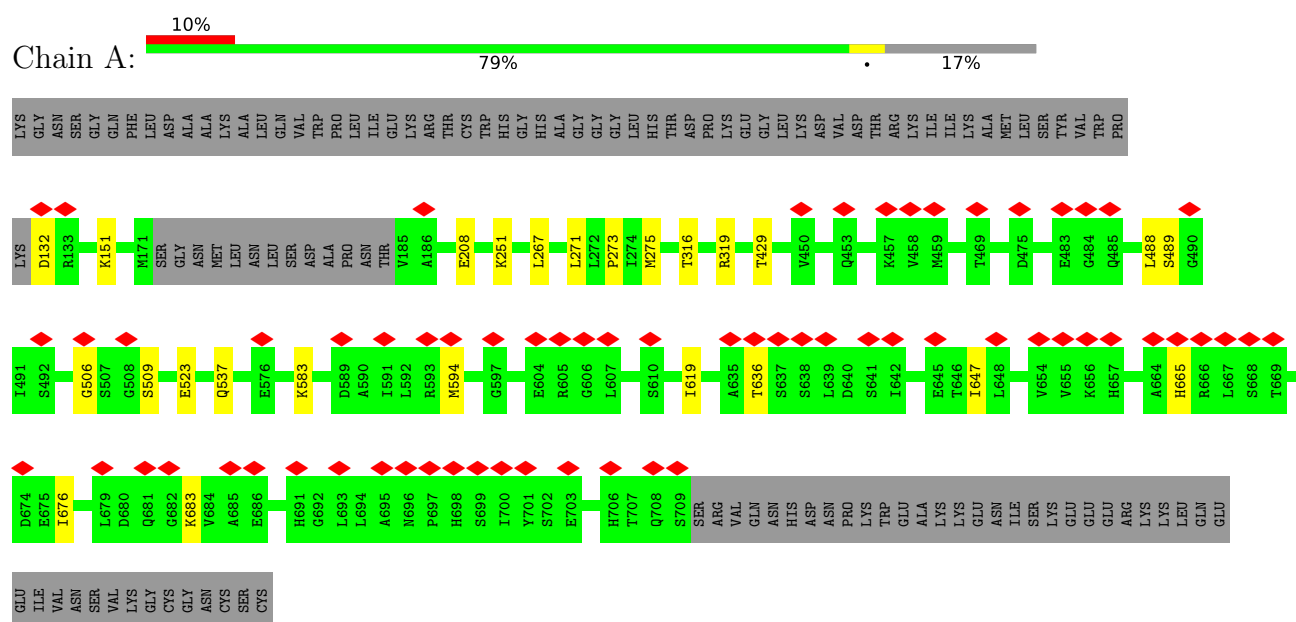 10%
Chain A:
79% • 17%
LYS GLY ASN SER GLY GLN PHE LEU ASP ALA ALA LYS ALA LEU GLN VAL TRP PRO LEU ILE GLU LYS ARG THR CYS TRP HIS GLY HIS ALA GLY GLY GLY LEU HIS THR ASP PRO LYS GLU GLY LEU LYS ASP VAL ASP THR ARG LYS ILE ILE LYS ALA MET LEU SER TYR VAL TRP PRO
LYS D132 R133 K151 M171 SER GLY ASN MET LEU ASN LEU SER ASP ALA PRO ASN THR V185 A186 E208 K251 L267 L271 L272 P273 I274 M275 T316 R319 T429 V450 Q453 K457 V458 M459 T469 D475 E483 G484 Q485 L488 S489 G490
I491 S492 G506 S507 G508 S509 E523 Q537 E576 K583 D589 A590 I591 L592 R593 M594 G597 E604 R605 G606 L607 S610 I619 A635 T636 S637 S638 L639 D640 S641 I642 E645 T646 I647 L648 V654 V655 K656 H657 A664 H665 R666 L667 S668 T669
D674 E675 I676 L679 D680 Q681 G682 K683 V684 A685 E686 H691 G692 L693 L694 A695 N696 P697 H698 S699 I700 Y701 S702 E703 H706 T707 Q708 S709 SER ARG VAL GLN ASN HIS ASP ASN PRO LYS TRP GLU ALA LYS LYS GLU ASN ILE SER LYS GLU GLU GLU ARG LYS LYS LEU GLN GLU
GLU ILE VAL ASN SER VAL LYS GLY CYS GLY ASN CYS SER CYS